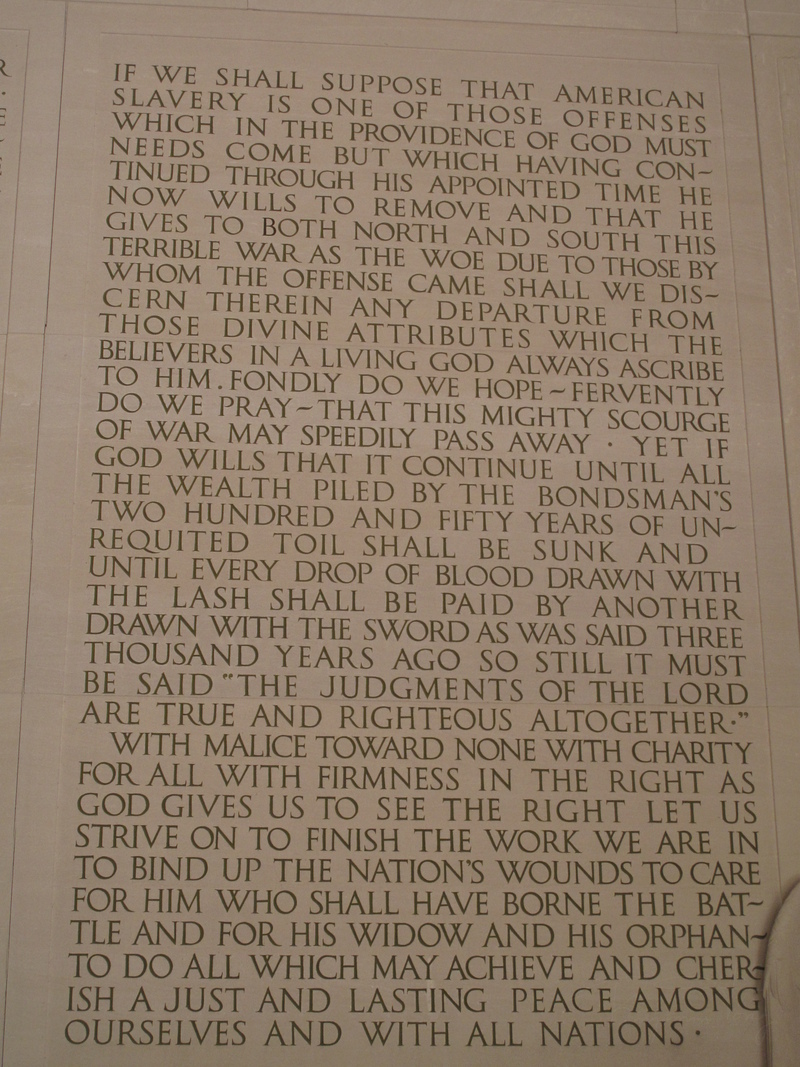 IF WE SHALL SUPPOSE THAT AMERICAN
SLAVERY IS ONE OF THOSE OFFENSES
WHICH IN THE PROVIDENCE OF GOD MUST
NEEDS COME BUT WHICH HAVING CON~
TINUED THROUGH HIS APPOINTED TIME HE
NOW WILLS TO REMOVE AND THAT HE
GIVES TO BOTH NORTH AND SOUTH THIS
TERRIBLE WAR AS THE WOE DUE TO THOSE BY
WHOM THE OFFENSE CAME SHALL WE DIS~
CERN THEREIN ANY DEPARTURE FROM
THOSE DIVINE ATTRIBUTES WHICH THE
BELIEVERS IN A LIVING GOD ALWAYS ASCRIBE
TO HIM. FONDLY DO WE HOPE~FERVENTLY
DO WE PRAY~THAT THIS MIGHTY SCOURGE
OF WAR MAY SPEEDILY PASS AWAY · YET IF
GOD WILLS THAT IT CONTINUE UNTIL ALL
THE WEALTH PILED BY THE BONDSMAN'S
TWO HUNDRED AND FIFTY YEARS OF UN~
REQUITED TOIL SHALL BE SUNK AND
UNTIL EVERY DROP OF BLOOD DRAWN WITH
THE LASH SHALL BE PAID BY ANOTHER
DRAWN WITH THE SWORD AS WAS SAID THREE
THOUSAND YEARS AGO SO STILL IT MUST
BE SAID "THE JUDGMENTS OF THE LORD
ARE TRUE AND RIGHTEOUS ALTOGETHER·"
WITH MALICE TOWARD NONE WITH CHARITY
FOR ALL WITH FIRMNESS IN THE RIGHT AS
GOD GIVES US TO SEE THE RIGHT LET US
STRIVE ON TO FINISH THE WORK WE ARE IN
TO BIND UP THE NATION'S WOUNDS TO CARE
FOR HIM WHO SHALL HAVE BORNE THE BAT~
TLE AND FOR HIS WIDOW AND HIS ORPHAN~
TO DO ALL WHICH MAY ACHIEVE AND CHER~
ISH A JUST AND LASTING PEACE AMONG
OURSELVES AND WITH ALL NATIONS ·